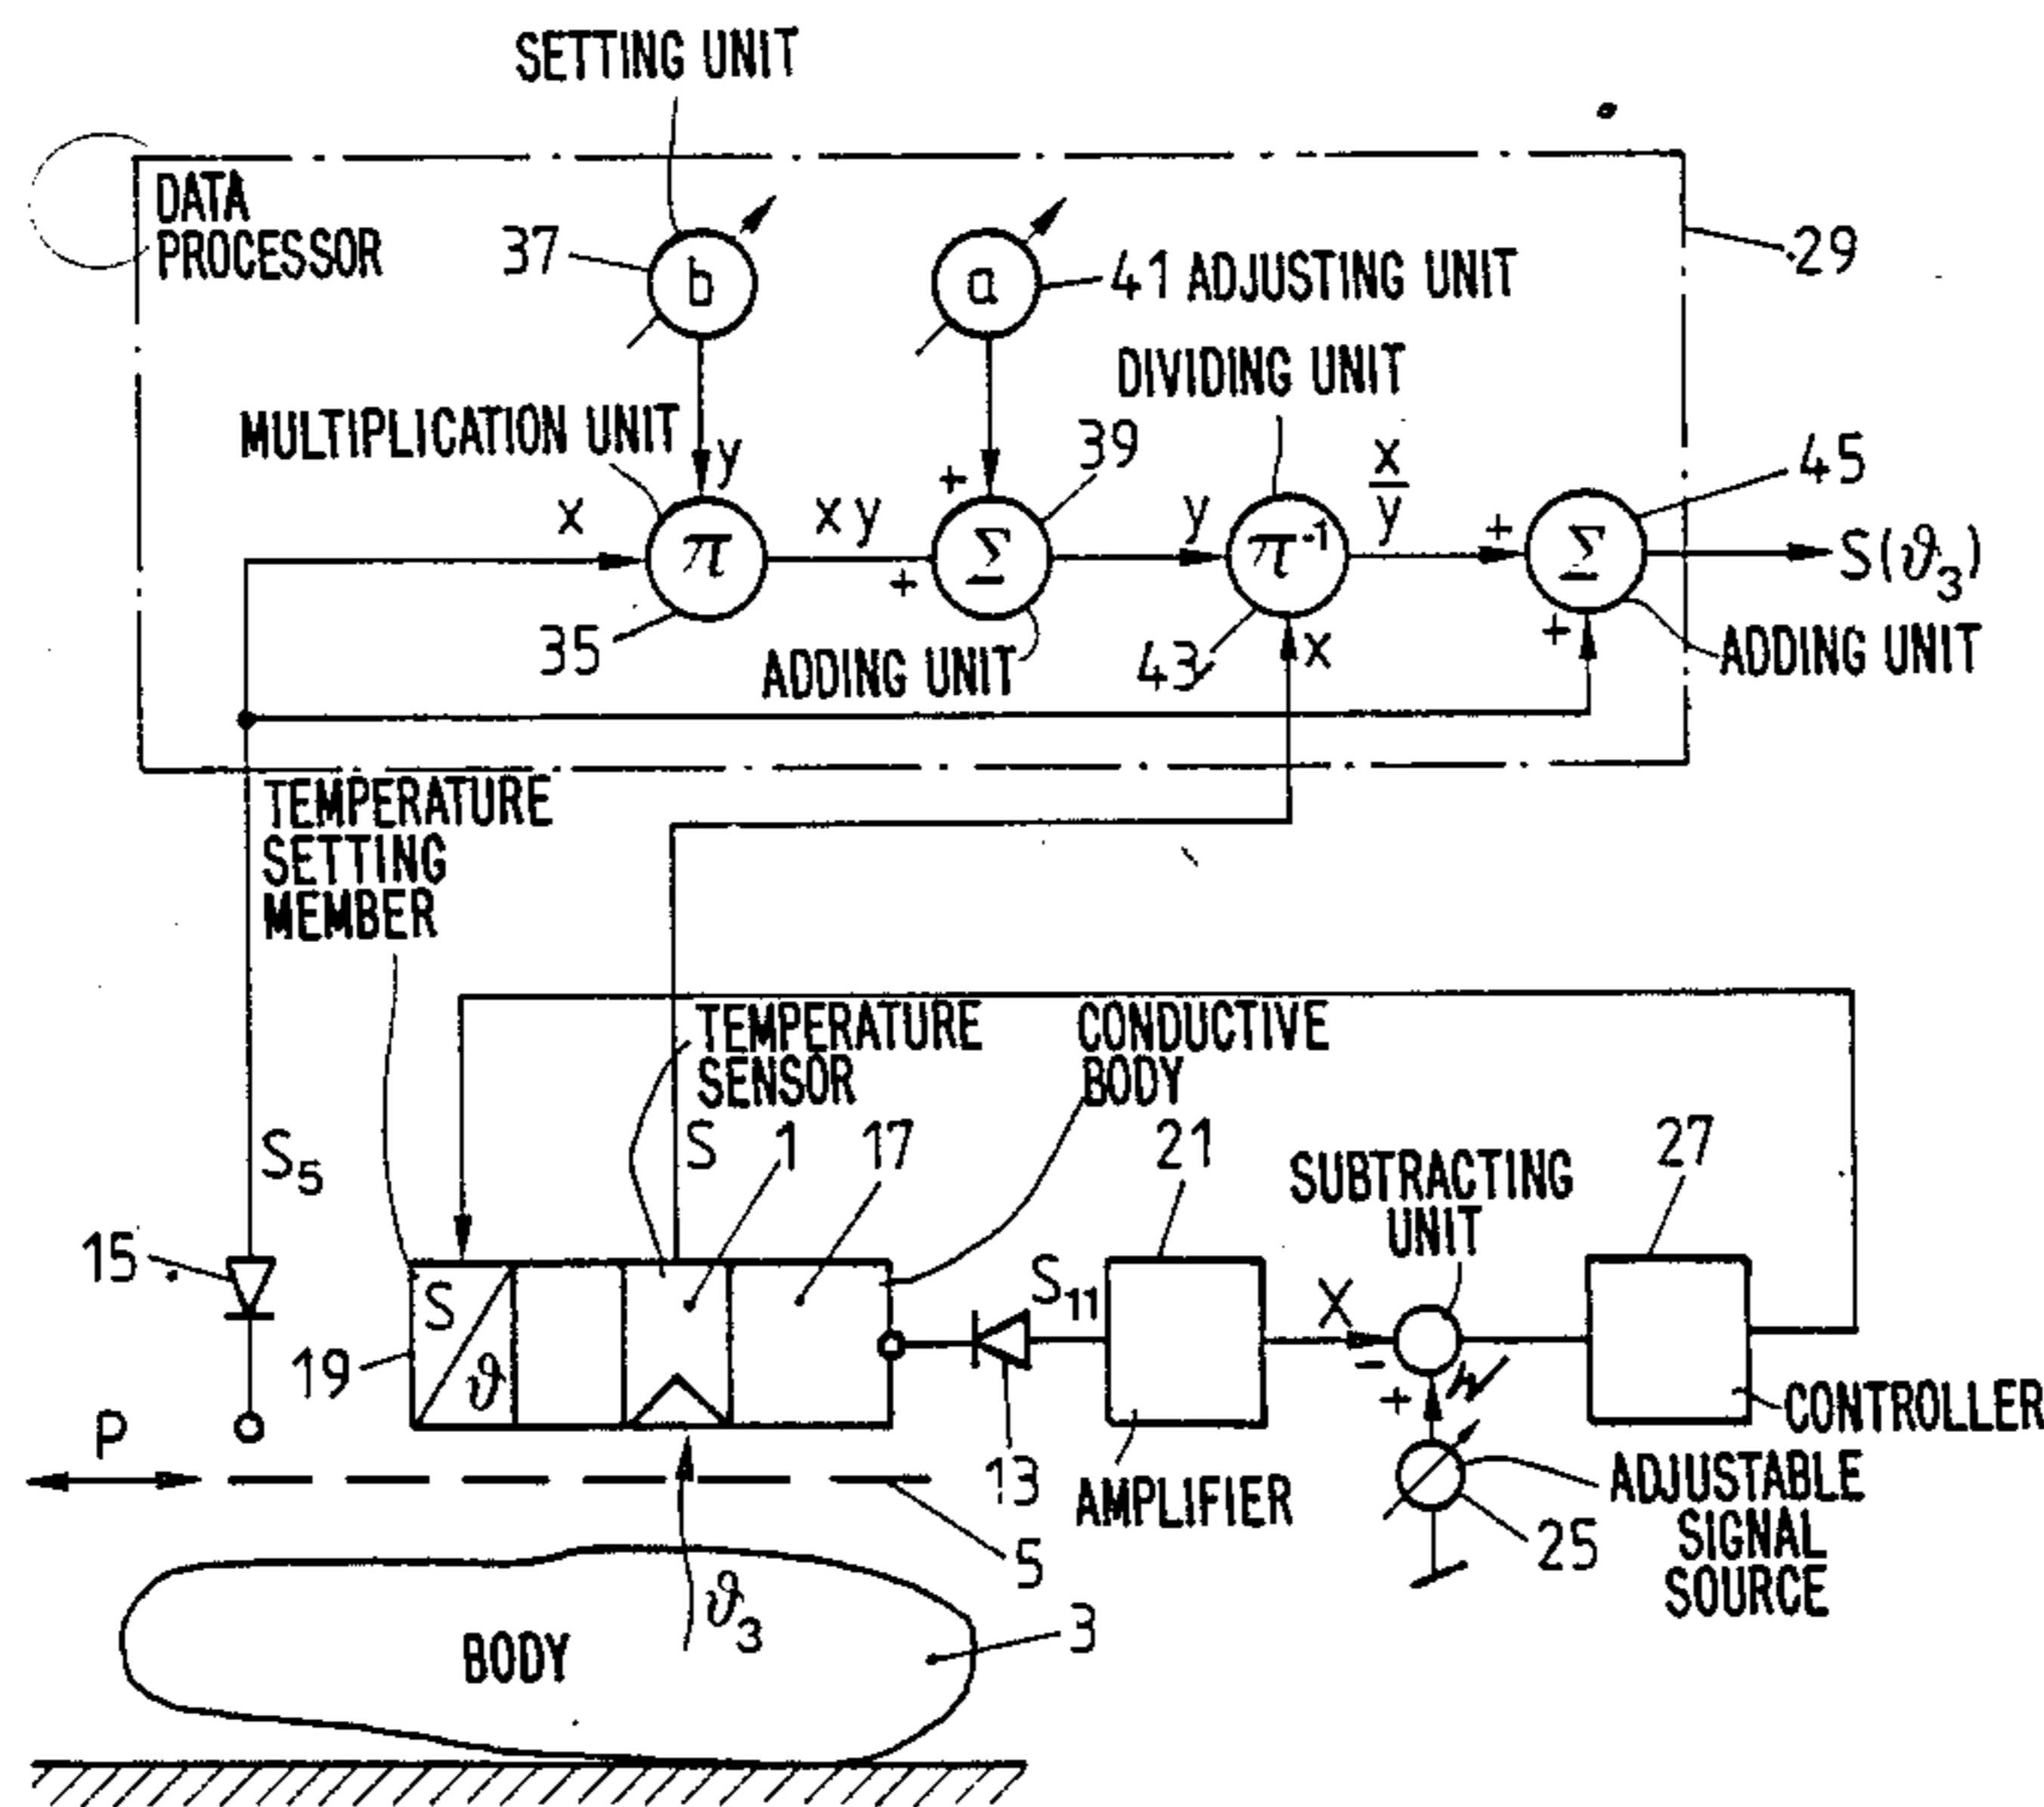 SETTING UNIT
DATA
PROCESSOR
37
b
a
41 ADJUSTING UNIT
29
DIVIDING UNIT
MULTIPLICATION UNIT
y
+
39
x
y
45
x
x y
y
+
π
+
Σ
π-1
Σ
S(ϑ3)
35
ADDING UNIT
43
x
+
ADDING UNIT
TEMPERATURE
SETTING
MEMBER
TEMPERATURE
SENSOR
CONDUCTIVE
BODY
S5
S
1
17
21
SUBTRACTING
UNIT
27
15
S
ϑ
19
S11
X
-
+
W
CONTROLLER
P
13
AMPLIFIER
ADJUSTABLE
SIGNAL
SOURCE
25
5
ϑ3
BODY
3